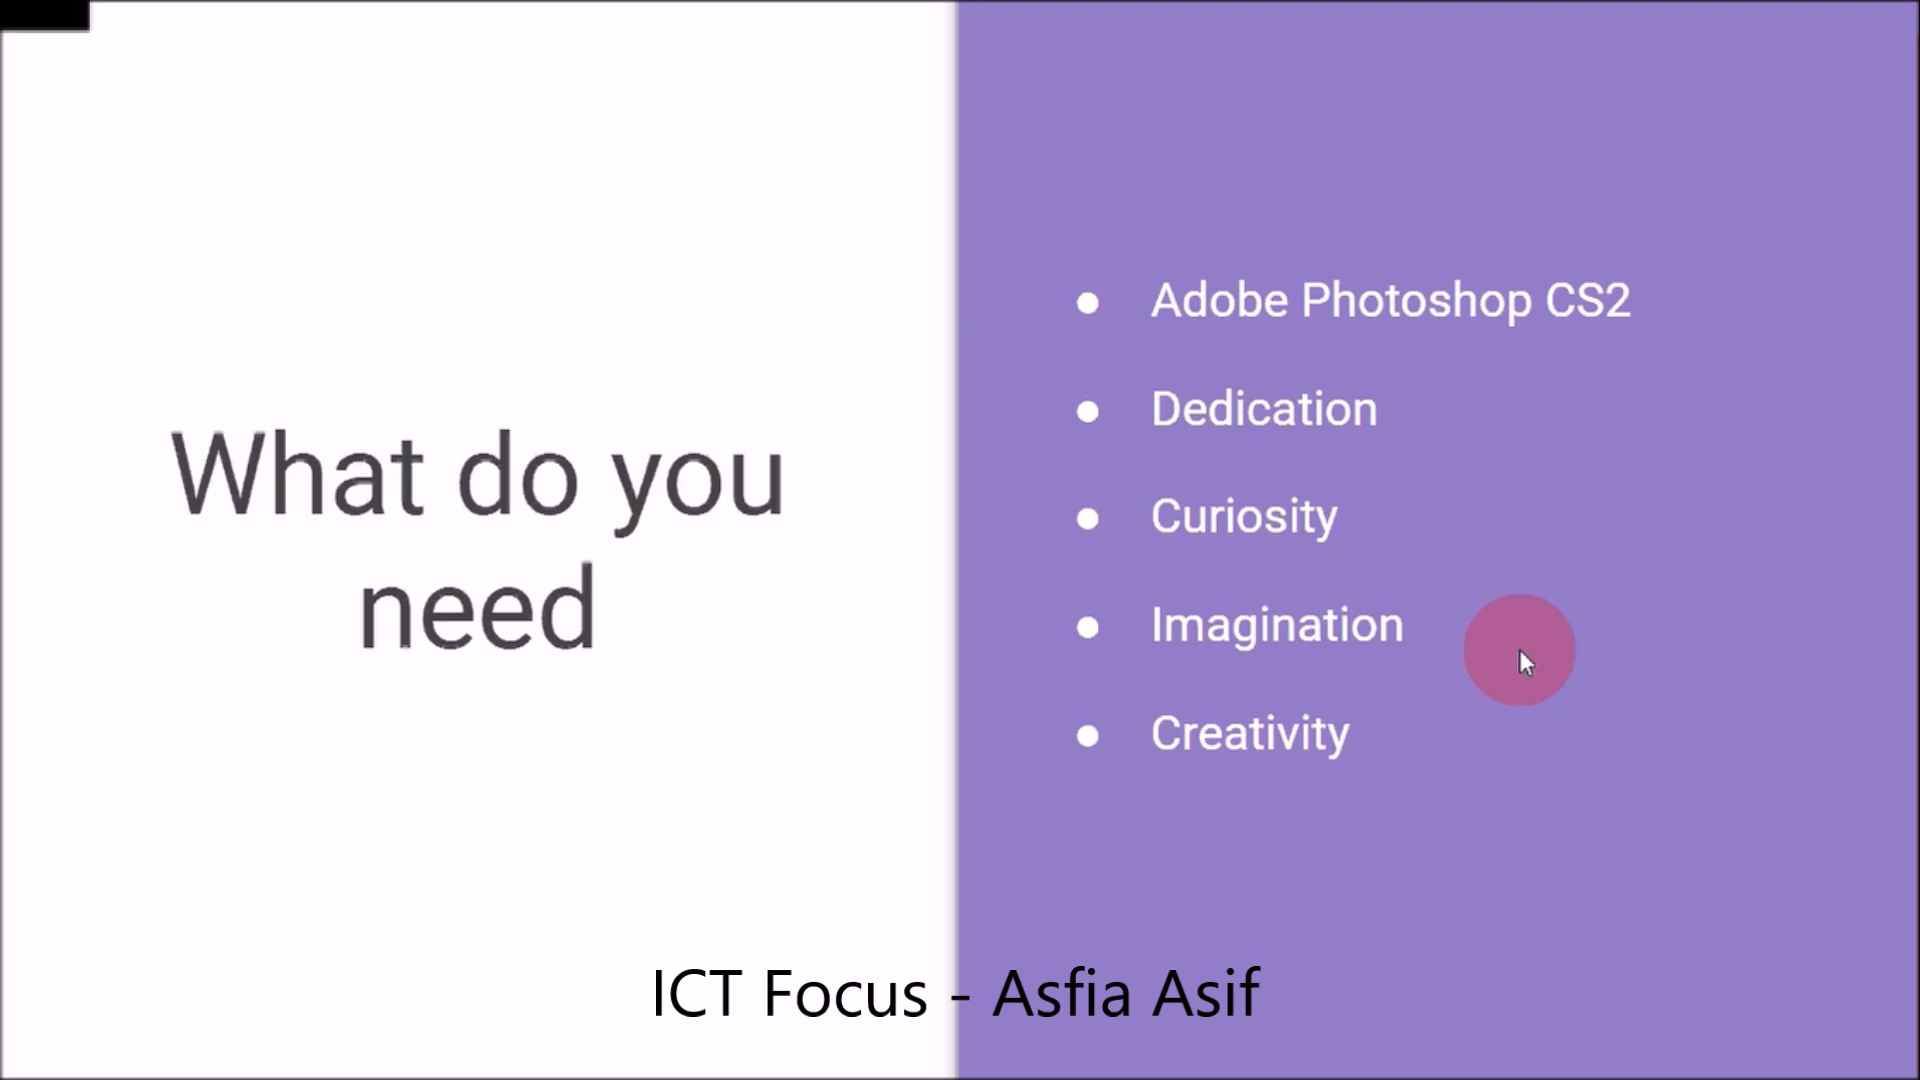 What do you
need
Adobe Photoshop CS2
Dedication
Curiosity
Imagination
Creativity
ICT Focus - Asfia Asif